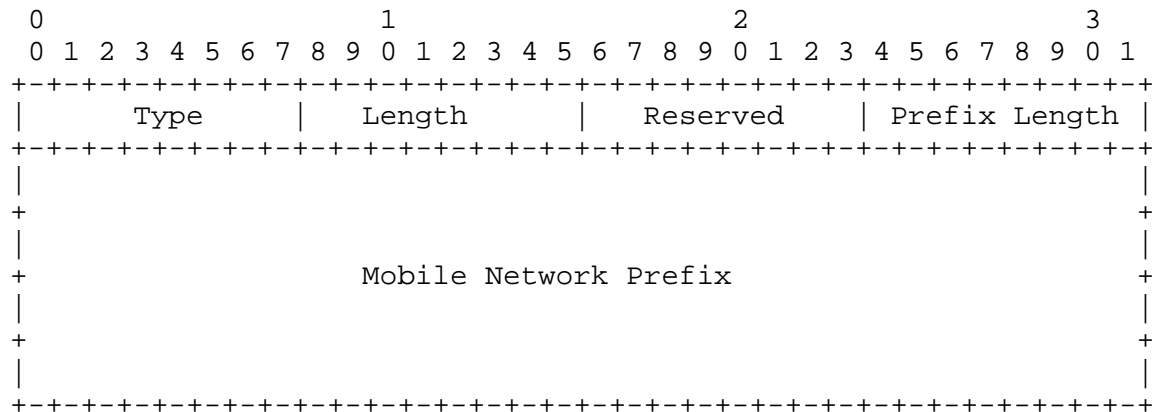 0                   1                   2                   3
 0 1 2 3 4 5 6 7 8 9 0 1 2 3 4 5 6 7 8 9 0 1 2 3 4 5 6 7 8 9 0 1
+-+-+-+-+-+-+-+-+-+-+-+-+-+-+-+-+-+-+-+-+-+-+-+-+-+-+-+-+-+-+-+-+
|      Type     |   Length      |   Reserved    | Prefix Length |
+-+-+-+-+-+-+-+-+-+-+-+-+-+-+-+-+-+-+-+-+-+-+-+-+-+-+-+-+-+-+-+-+
|                                                               |
+                                                               +
|                                                               |
+                   Mobile Network Prefix                       +
|                                                               |
+                                                               +
|                                                               |
+-+-+-+-+-+-+-+-+-+-+-+-+-+-+-+-+-+-+-+-+-+-+-+-+-+-+-+-+-+-+-+-+